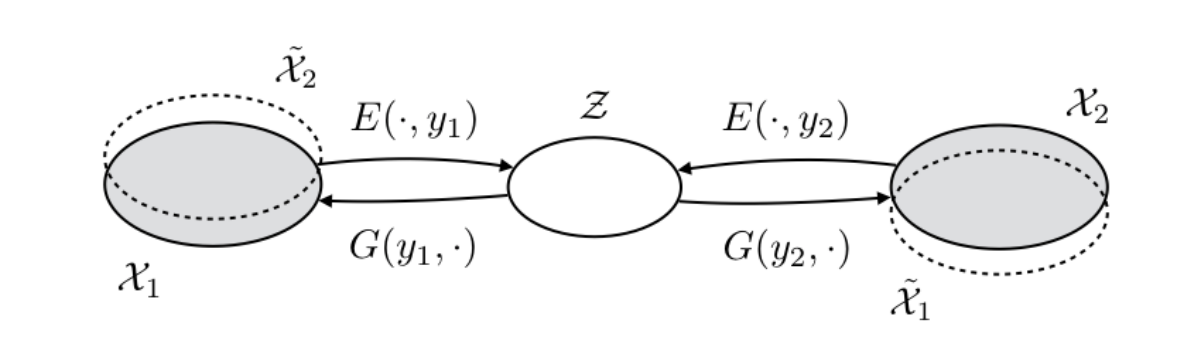 𝒳̃₂
E(·, y₁)
𝒵
E(·, y₂)
𝒳₂
𝒳₁
G(y₁, ·)
G(y₂, ·)
𝒳̃₁